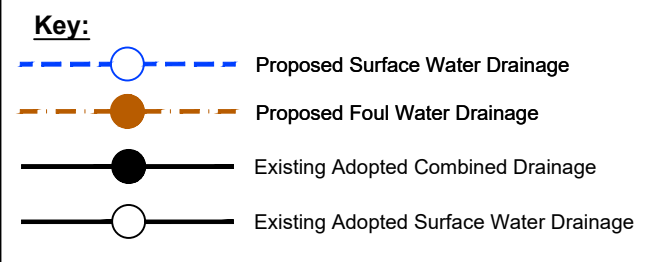 Key:
Proposed Surface Water Drainage
Proposed Foul Water Drainage
Existing Adopted Combined Drainage
Existing Adopted Surface Water Drainage